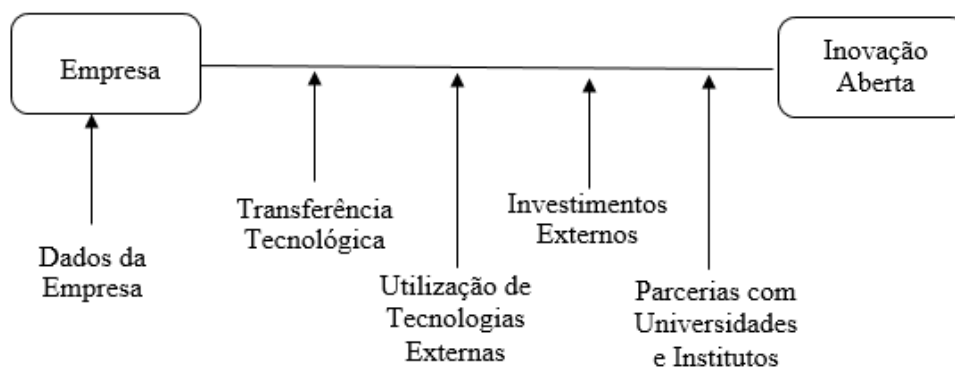 Empresa
Inovação
Aberta
Transferência
Tecnológica
Investimentos
Externos
Dados da
Empresa
Utilização de
Tecnologias
Externas
Parcerias com
Universidades
e Institutos